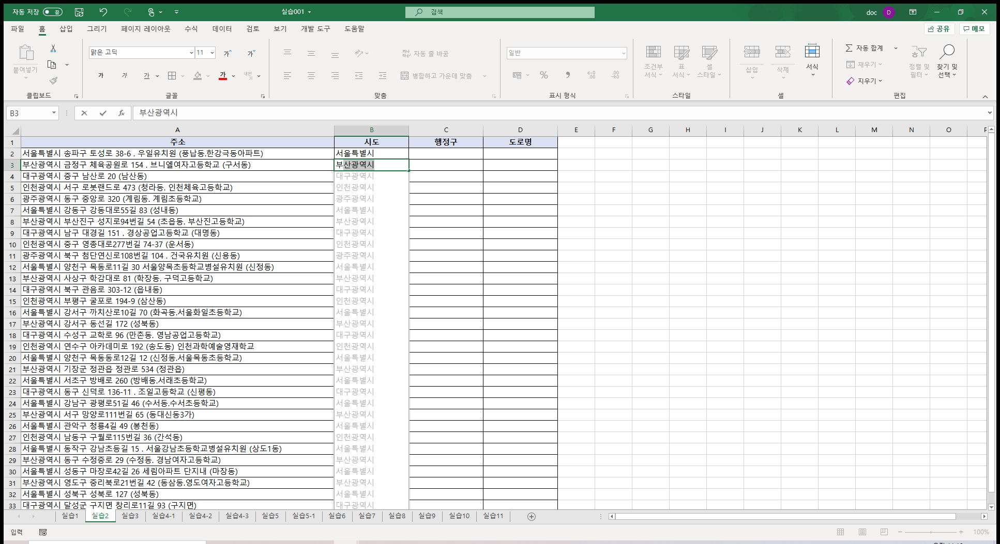 자동 저장 실습001 검색 doc D
파일 홈 삽입 그리기 페이지 레이아웃 수식 데이터 검토 보기 개발 도구 도움말 공유 메모
붙여넣기 맑은 고딕 11 가 가 자동 줄 바꿈 일반 조건부 서식 표 서식 셀 스타일 삽입 삭제 서식 자동 합계 채우기 지우기 정렬 및 필터 찾기 및 선택
가 가 가 가 내천 병합하고 가운데 맞춤 %
클립보드 글꼴 맞춤 표시 형식 스타일 셀 편집
B3 fx 부산광역시
A B C D E F G H I J K L M N O P
1 주소 시도 행정구 도로명
2 서울특별시 송파구 토성로 38-6 . 우일유치원 (풍납동.한강극동아파트) 서울특별시
3 부산광역시 금정구 체육공원로 154 . 브니엘여자고등학교 (구서동) 부산광역시
4 대구광역시 중구 남산로 20 (남산동) 대구광역시
5 인천광역시 서구 로봇랜드로 473 (청라동. 인천체육고등학교) 인천광역시
6 광주광역시 동구 중앙로 320 (계림동. 계림초등학교) 광주광역시
7 서울특별시 강동구 강동대로55길 83 (성내동) 서울특별시
8 부산광역시 부산진구 성지로94번길 54 (초읍동. 부산진고등학교) 부산광역시
9 대구광역시 남구 대경길 151 . 경상공업고등학교 (대명동) 대구광역시
10 인천광역시 중구 영종대로277번길 74-37 (운서동) 인천광역시
11 광주광역시 북구 첨단연신로108번길 104 . 건국유치원 (신용동) 광주광역시
12 서울특별시 양천구 목동로11길 30 서울양목초등학교병설유치원 (신정동) 서울특별시
13 부산광역시 사상구 학감대로 81 (학장동. 구덕고등학교) 부산광역시
14 대구광역시 북구 관음로 303-12 (읍내동) 대구광역시
15 인천광역시 부평구 굴포로 194-9 (삼산동) 인천광역시
16 서울특별시 강서구 까치산로10길 70 (화곡동.서울화일초등학교) 서울특별시
17 부산광역시 강서구 동선길 172 (성북동) 부산광역시
18 대구광역시 수성구 교학로 96 (만촌동. 영남공업고등학교) 대구광역시
19 인천광역시 연수구 아카데미로 192 (송도동) 인천과학예술영재학교 인천광역시
20 서울특별시 양천구 목동동로12길 12 (신정동.서울목동초등학교) 서울특별시
21 부산광역시 기장군 정관읍 정관로 534 (정관읍) 부산광역시
22 서울특별시 서초구 방배로 260 (방배동.서래초등학교) 서울특별시
23 대구광역시 동구 신덕로 136-11 . 조일고등학교 (신평동) 대구광역시
24 서울특별시 강남구 광평로51길 46 (수서동.수서초등학교) 서울특별시
25 부산광역시 서구 망양로111번길 65 (동대신동3가) 부산광역시
26 서울특별시 관악구 청룡4길 49 (봉천동) 서울특별시
27 인천광역시 남동구 구월로115번길 36 (간석동) 인천광역시
28 서울특별시 동작구 강남초등길 15 . 서울강남초등학교병설유치원 (상도1동) 서울특별시
29 부산광역시 동구 수정중로 29 (수정동. 경남여자고등학교) 부산광역시
30 서울특별시 성동구 마장로42길 26 세림아파트 단지내 (마장동) 서울특별시
31 부산광역시 영도구 중리북로21번길 42 (동삼동.영도여자고등학교) 부산광역시
32 서울특별시 성북구 성북로 127 (성북동) 서울특별시
33 대구광역시 달성군 구지면 창리로11길 93 (구지면) 대구광역시
실습1 실습2 실습3 실습4-1 실습4-2 실습4-3 실습5 실습5-1 실습6 실습7 실습8 실습9 실습10 실습11
입력 100%